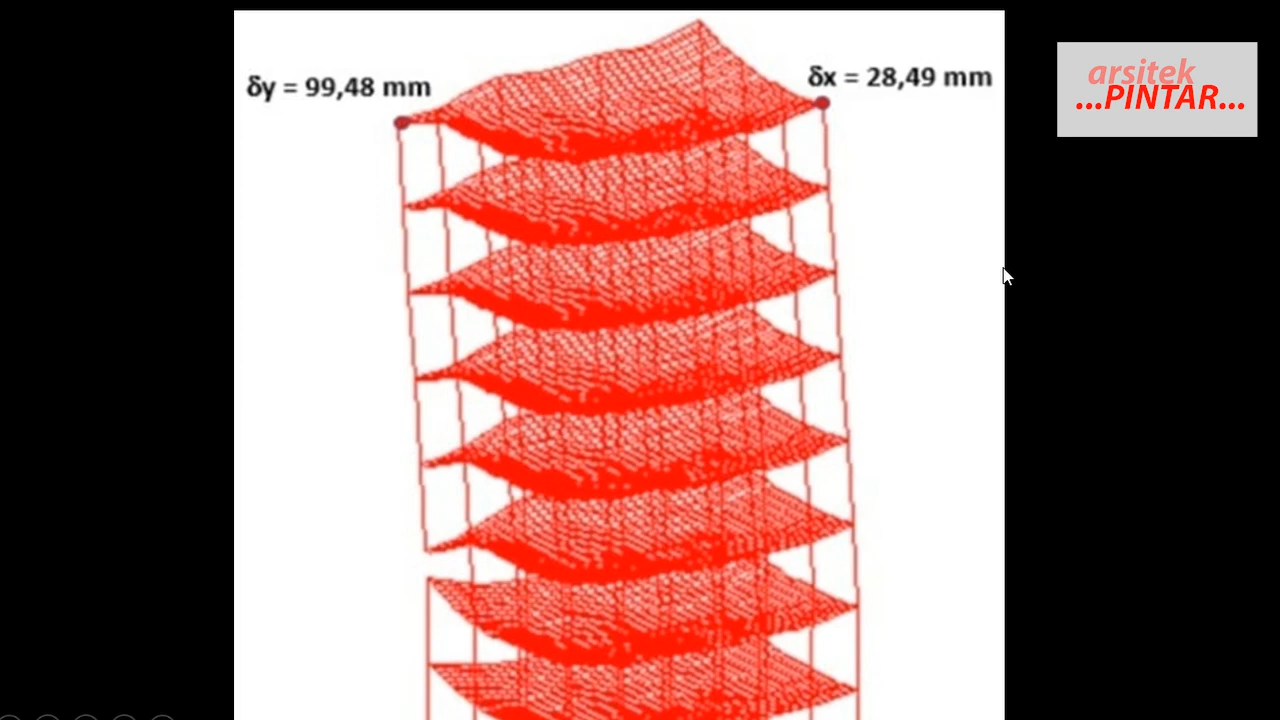 δy = 99,48 mm
δx = 28,49 mm
arsitek
...PINTAR...